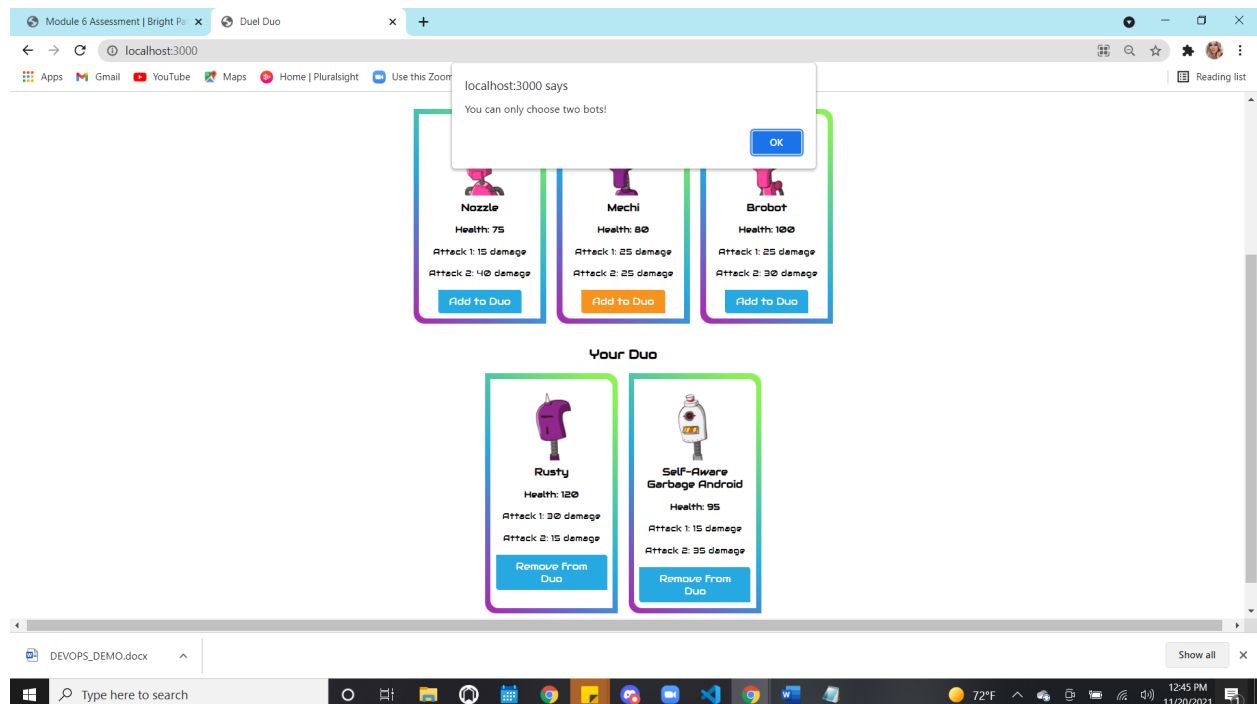 Module 6 Assessment | Bright Pa
Duel Duo
localhost:3000
Apps
Gmail
YouTube
Maps
Home | Pluralsight
Use this Zoom
Reading list
localhost:3000 says
You can only choose two bots!
OK
Nozzle
Health: 75
Attack 1: 15 damage
Attack 2: 40 damage
Add to Duo
Mechi
Health: 80
Attack 1: 25 damage
Attack 2: 25 damage
Add to Duo
Brobot
Health: 100
Attack 1: 25 damage
Attack 2: 30 damage
Add to Duo
Your Duo
Rusty
Health: 120
Attack 1: 30 damage
Attack 2: 15 damage
Remove from
Duo
Self-Aware
Garbage Android
Health: 95
Attack 1: 15 damage
Attack 2: 35 damage
Remove from
Duo
DEVOPS_DEMO.docx
Show all
Type here to search
72°F
12:45 PM
11/20/2021